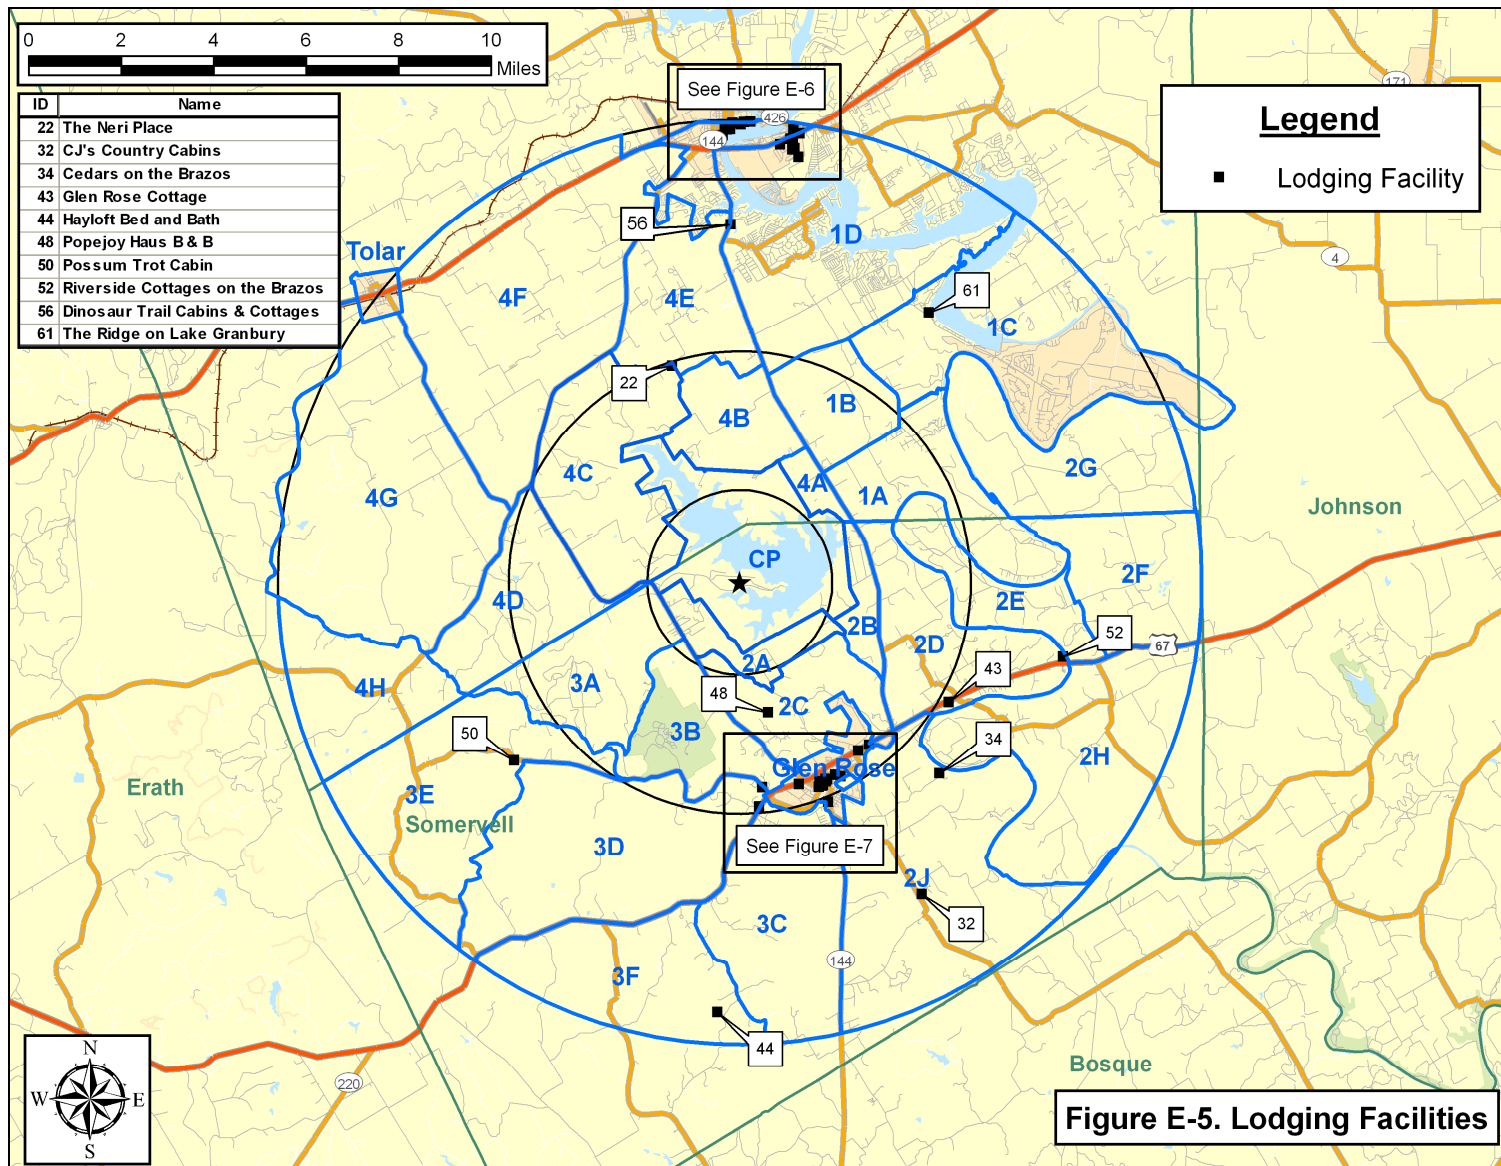 0 2 4 6 8 10
Miles
ID Name
22 The Neri Place
32 CJ's Country Cabins
34 Cedars on the Brazos
43 Glen Rose Cottage
44 Hayloft Bed and Bath
48 Popejoy Haus B & B
50 Possum Trot Cabin
52 Riverside Cottages on the Brazos
56 Dinosaur Trail Cabins & Cottages
61 The Ridge on Lake Granbury
See Figure E-6
426
144
171
Legend
Lodging Facility
56
1D
Tolar
4
4F
4E
61
1C
22
4B
1B
4C
4A
1A
2G
4G
Johnson
CP
2F
4D
2E
2B
2D
52
67
2A
43
4H
3A
48
2C
50
3B
34
2H
Glen Rose
Erath
3E
Somervell
3D
See Figure E-7
2J
32
3C
144
3F
44
Bosque
220
N
W E
S
Figure E-5. Lodging Facilities